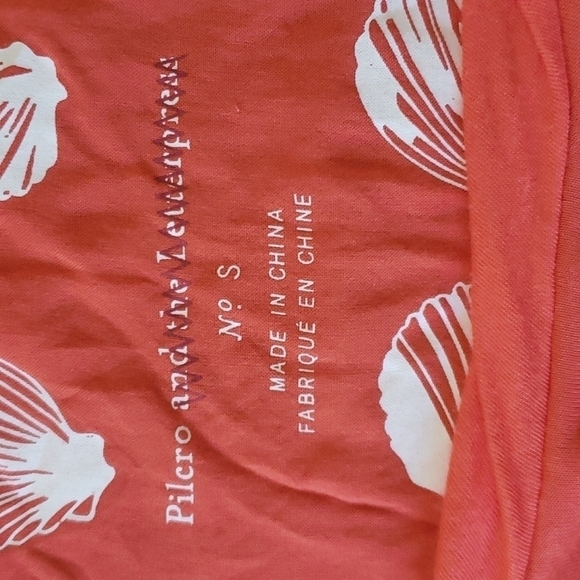 Pilcro and the Letterpress
Nº S
MADE IN CHINA
FABRIQUÉ EN CHINE